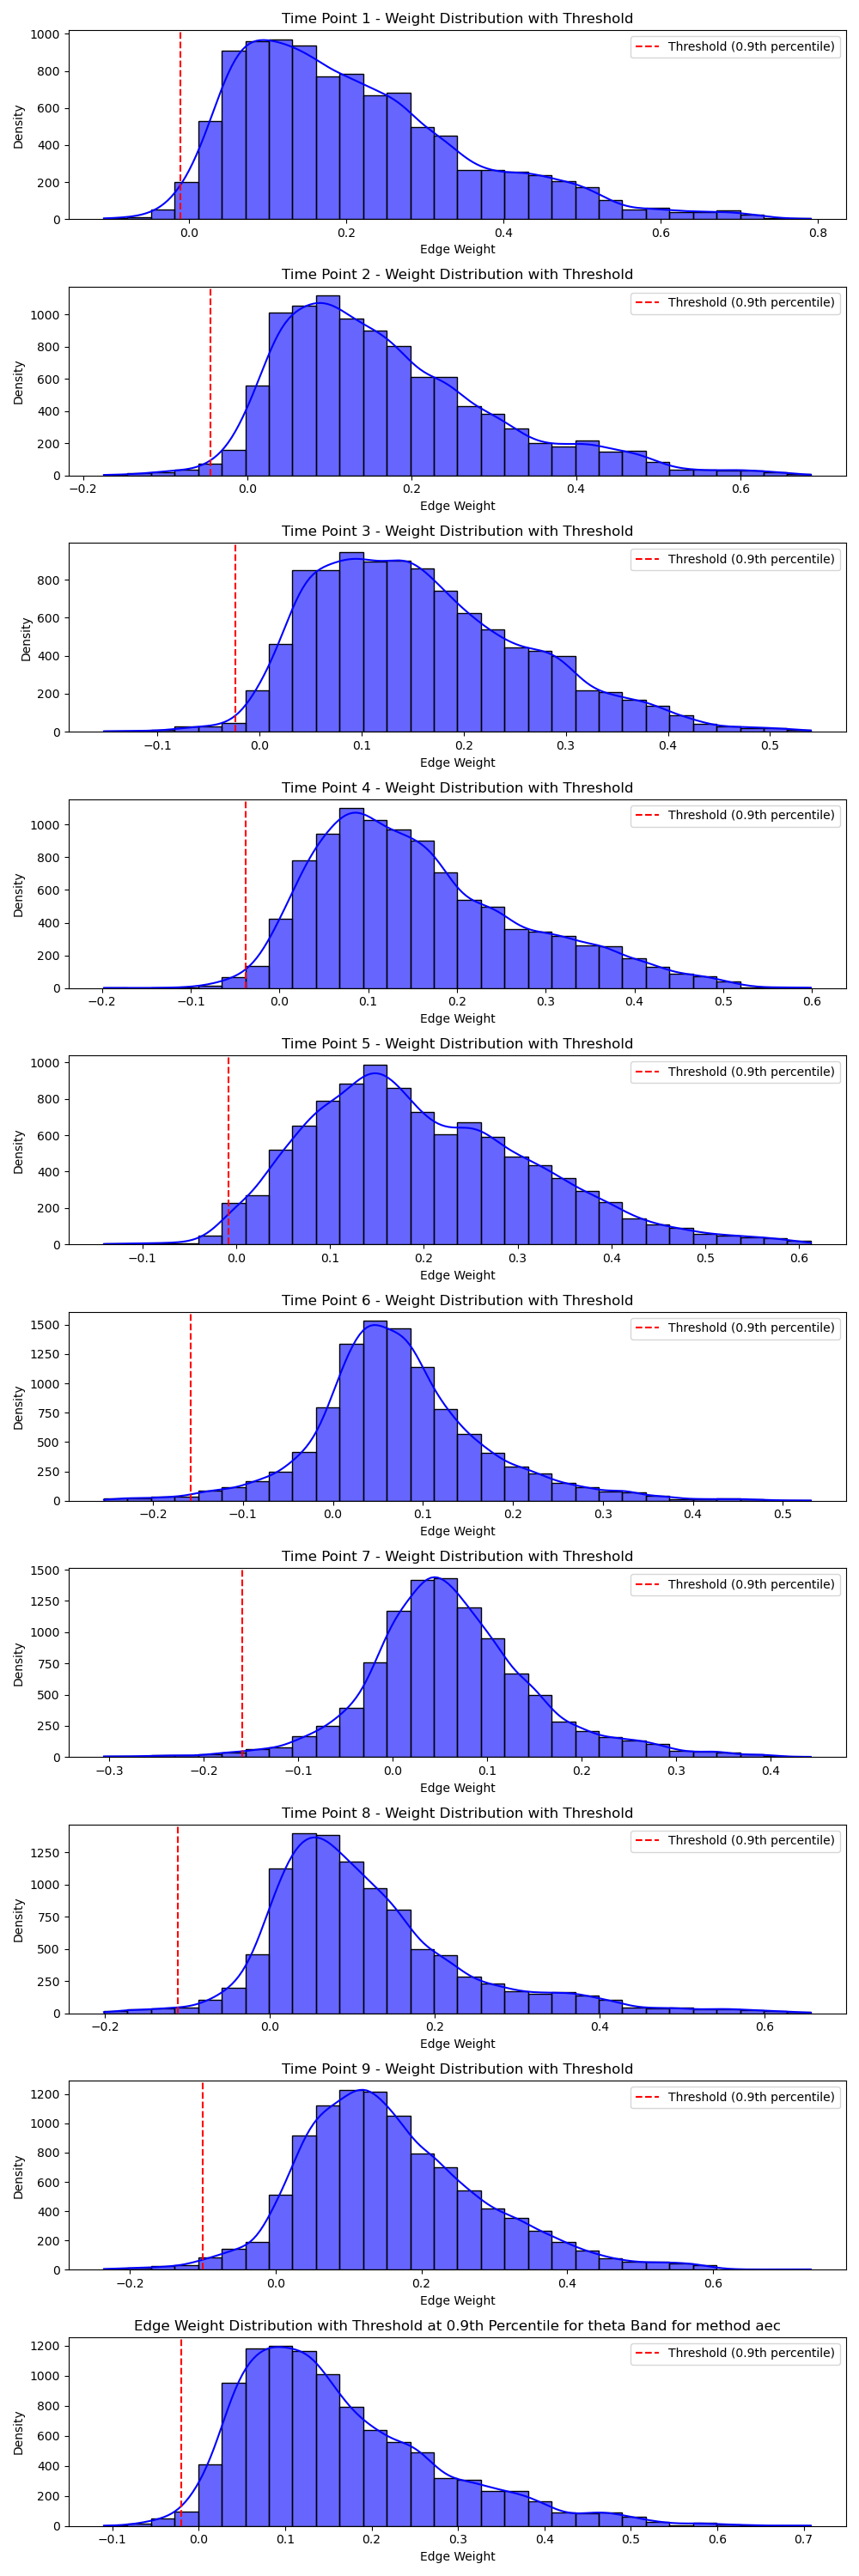 Time Point 1 - Weight Distribution with Threshold
Threshold (0.9th percentile)
Density
1000
800
600
400
200
0
0.0 0.2 0.4 0.6 0.8
Edge Weight
Time Point 2 - Weight Distribution with Threshold
Threshold (0.9th percentile)
Density
1000
800
600
400
200
0
−0.2 0.0 0.2 0.4 0.6
Edge Weight
Time Point 3 - Weight Distribution with Threshold
Threshold (0.9th percentile)
Density
800
600
400
200
0
−0.1 0.0 0.1 0.2 0.3 0.4 0.5
Edge Weight
Time Point 4 - Weight Distribution with Threshold
Threshold (0.9th percentile)
Density
1000
800
600
400
200
0
−0.2 −0.1 0.0 0.1 0.2 0.3 0.4 0.5 0.6
Edge Weight
Time Point 5 - Weight Distribution with Threshold
Threshold (0.9th percentile)
Density
1000
800
600
400
200
0
−0.1 0.0 0.1 0.2 0.3 0.4 0.5 0.6
Edge Weight
Time Point 6 - Weight Distribution with Threshold
Threshold (0.9th percentile)
Density
1500
1250
1000
750
500
250
0
−0.2 −0.1 0.0 0.1 0.2 0.3 0.4 0.5
Edge Weight
Time Point 7 - Weight Distribution with Threshold
Threshold (0.9th percentile)
Density
1500
1250
1000
750
500
250
0
−0.3 −0.2 −0.1 0.0 0.1 0.2 0.3 0.4
Edge Weight
Time Point 8 - Weight Distribution with Threshold
Threshold (0.9th percentile)
Density
1250
1000
750
500
250
0
−0.2 0.0 0.2 0.4 0.6
Edge Weight
Time Point 9 - Weight Distribution with Threshold
Threshold (0.9th percentile)
Density
1200
1000
800
600
400
200
0
−0.2 0.0 0.2 0.4 0.6
Edge Weight
Edge Weight Distribution with Threshold at 0.9th Percentile for theta Band for method aec
Threshold (0.9th percentile)
Density
1200
1000
800
600
400
200
0
−0.1 0.0 0.1 0.2 0.3 0.4 0.5 0.6 0.7
Edge Weight